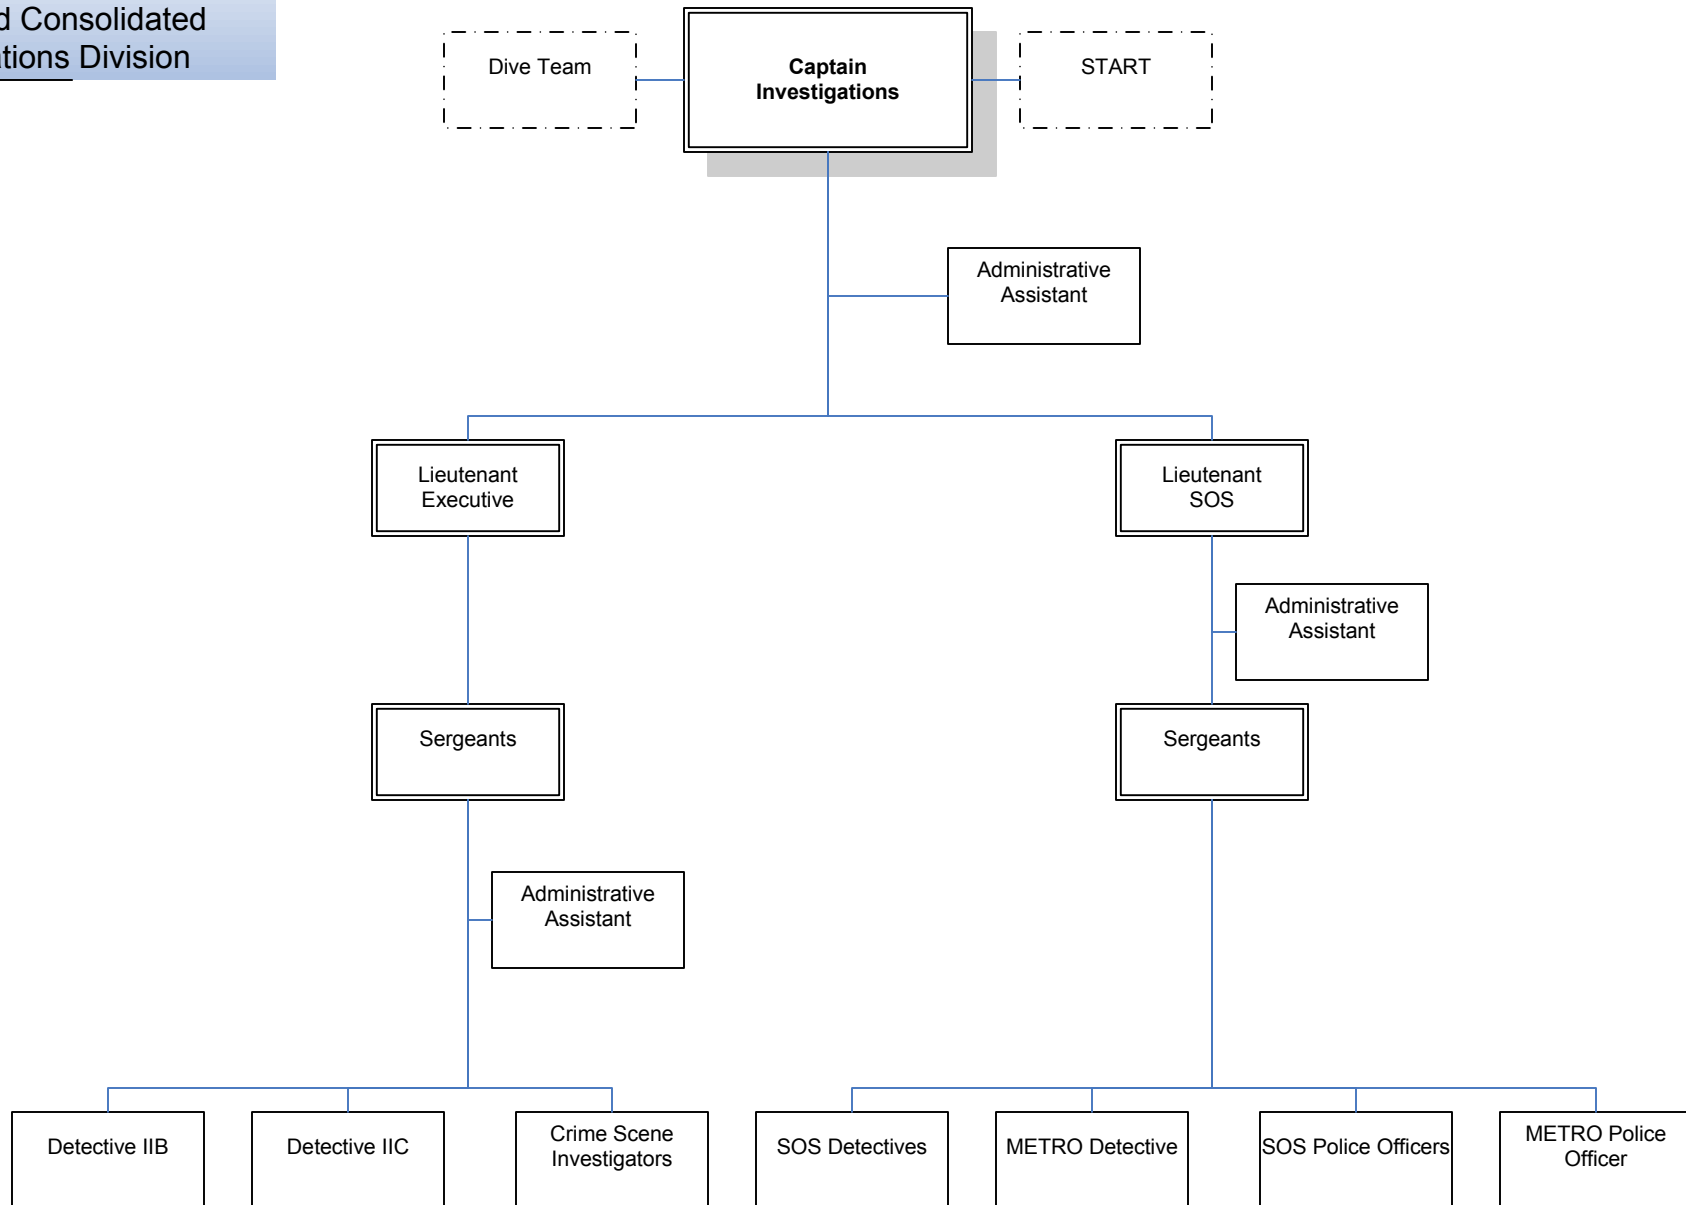 Consolidated
Division
Dive Team
Captain
Investigations
START
Administrative
Assistant
Lieutenant
Executive
Lieutenant
SOS
Administrative
Assistant
Sergeants
Sergeants
Administrative
Assistant
Detective IIB
Detective IIC
Crime Scene
Investigators
SOS Detectives
METRO Detective
SOS Police Officers
METRO Police
Officer